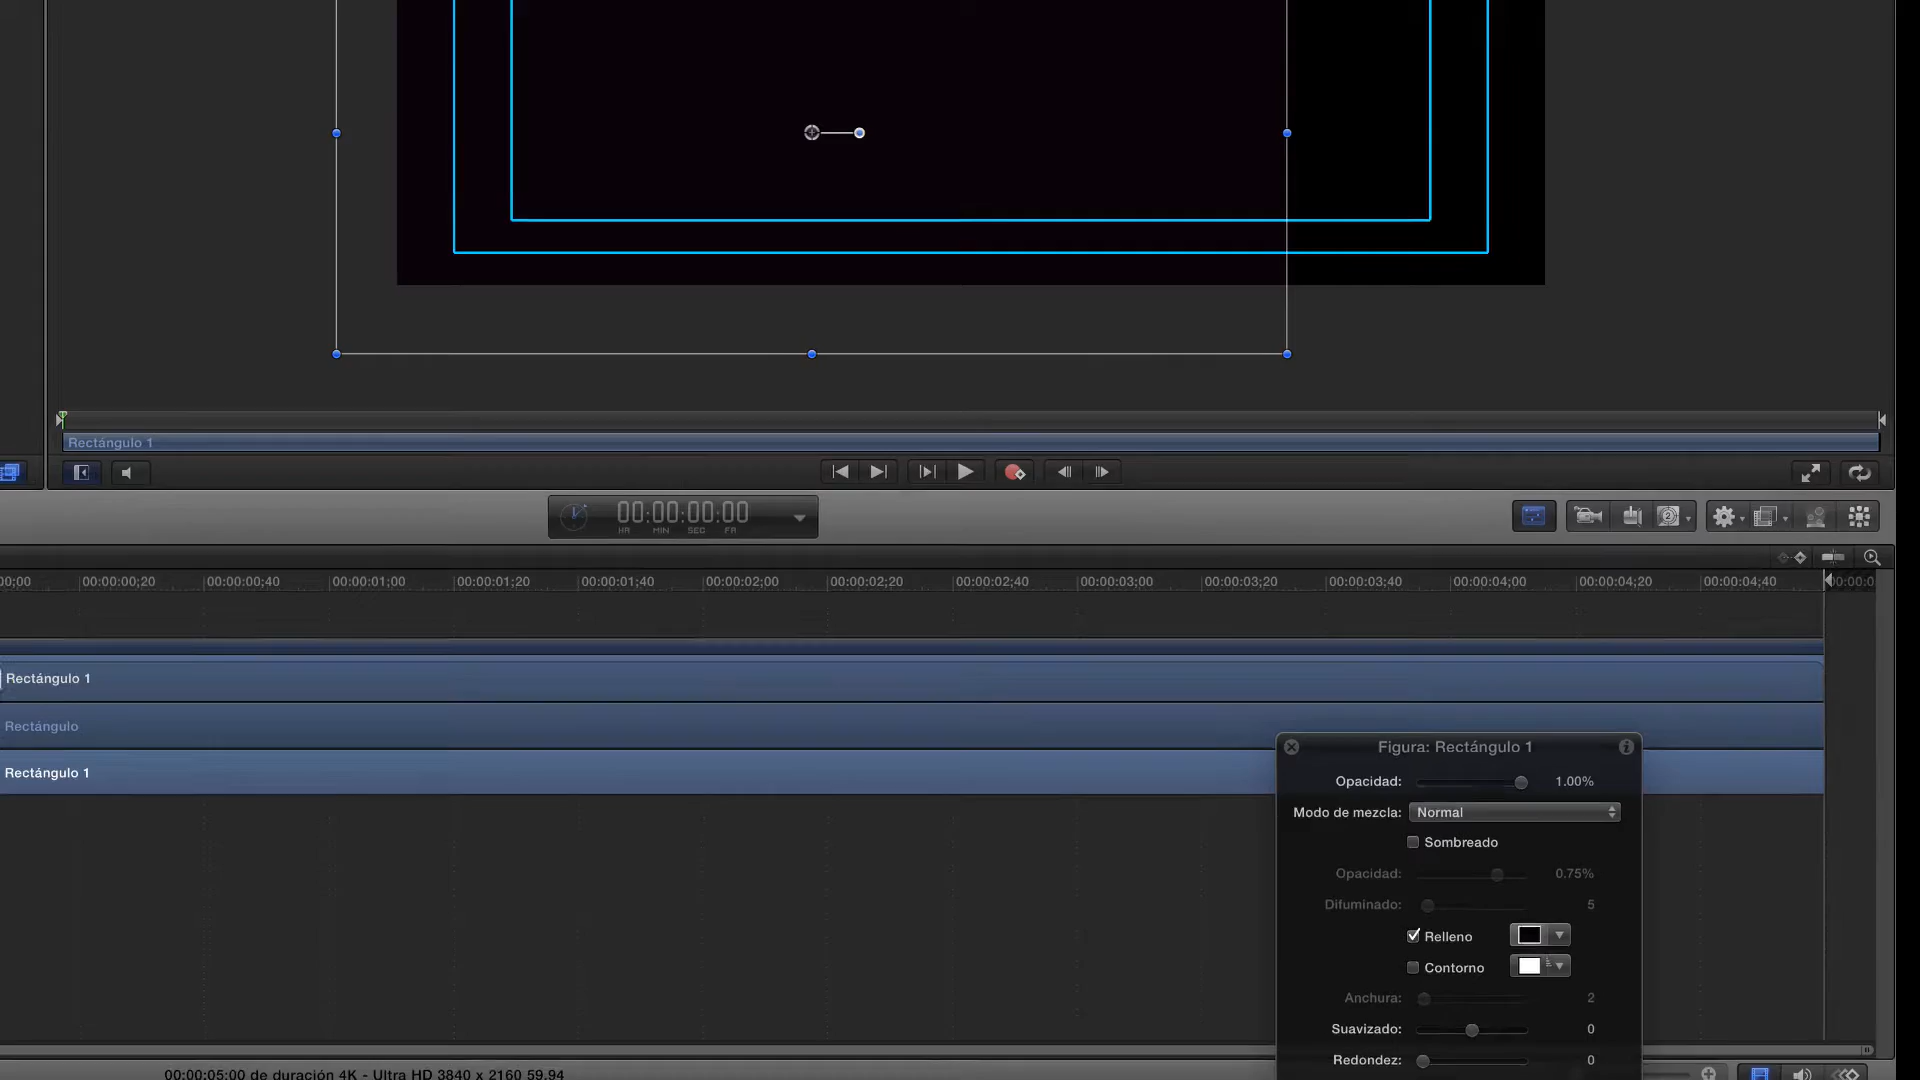 Rectángulo 1
00:00:00:00
HR MIN SEC FR
2
00;00 00:00:00;20 00:00:00;40 00:00:01;00 00:00:01;20 00:00:01;40 00:00:02;00 00:00:02;20 00:00:02;40 00:00:03;00 00:00:03;20 00:00:03;40 00:00:04;00 00:00:04;20 00:00:04;40 00:00:0
Rectángulo 1
Rectángulo
Rectángulo 1
Figura: Rectángulo 1
Opacidad: 1.00%
Modo de mezcla: Normal
Sombreado
Opacidad: 0.75%
Difuminado: 5
Relleno
Contorno
Anchura: 2
Suavizado: 0
Redondez: 0
00:00:05:00 de duración 4K - Ultra HD 3840 x 2160 59.94